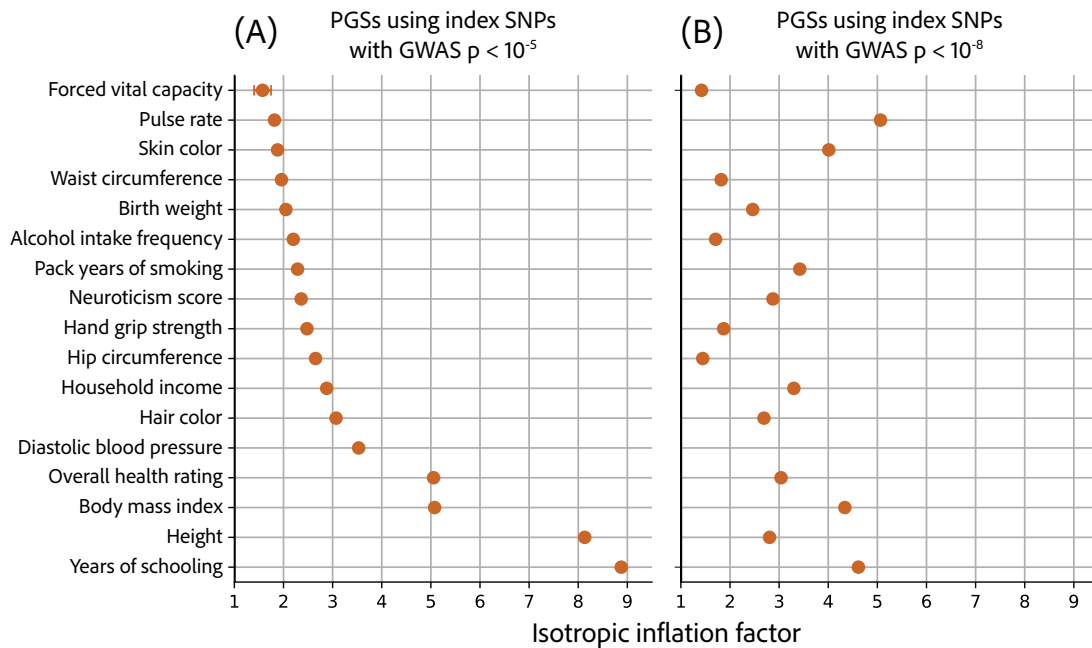 (A)
PGSs using index SNPs
with GWAS p < 10⁻⁵
(B)
PGSs using index SNPs
with GWAS p < 10⁻⁸
Forced vital capacity
Pulse rate
Skin color
Waist circumference
Birth weight
Alcohol intake frequency
Pack years of smoking
Neuroticism score
Hand grip strength
Hip circumference
Household income
Hair color
Diastolic blood pressure
Overall health rating
Body mass index
Height
Years of schooling
1 2 3 4 5 6 7 8 9
1 2 3 4 5 6 7 8 9
Isotropic inflation factor